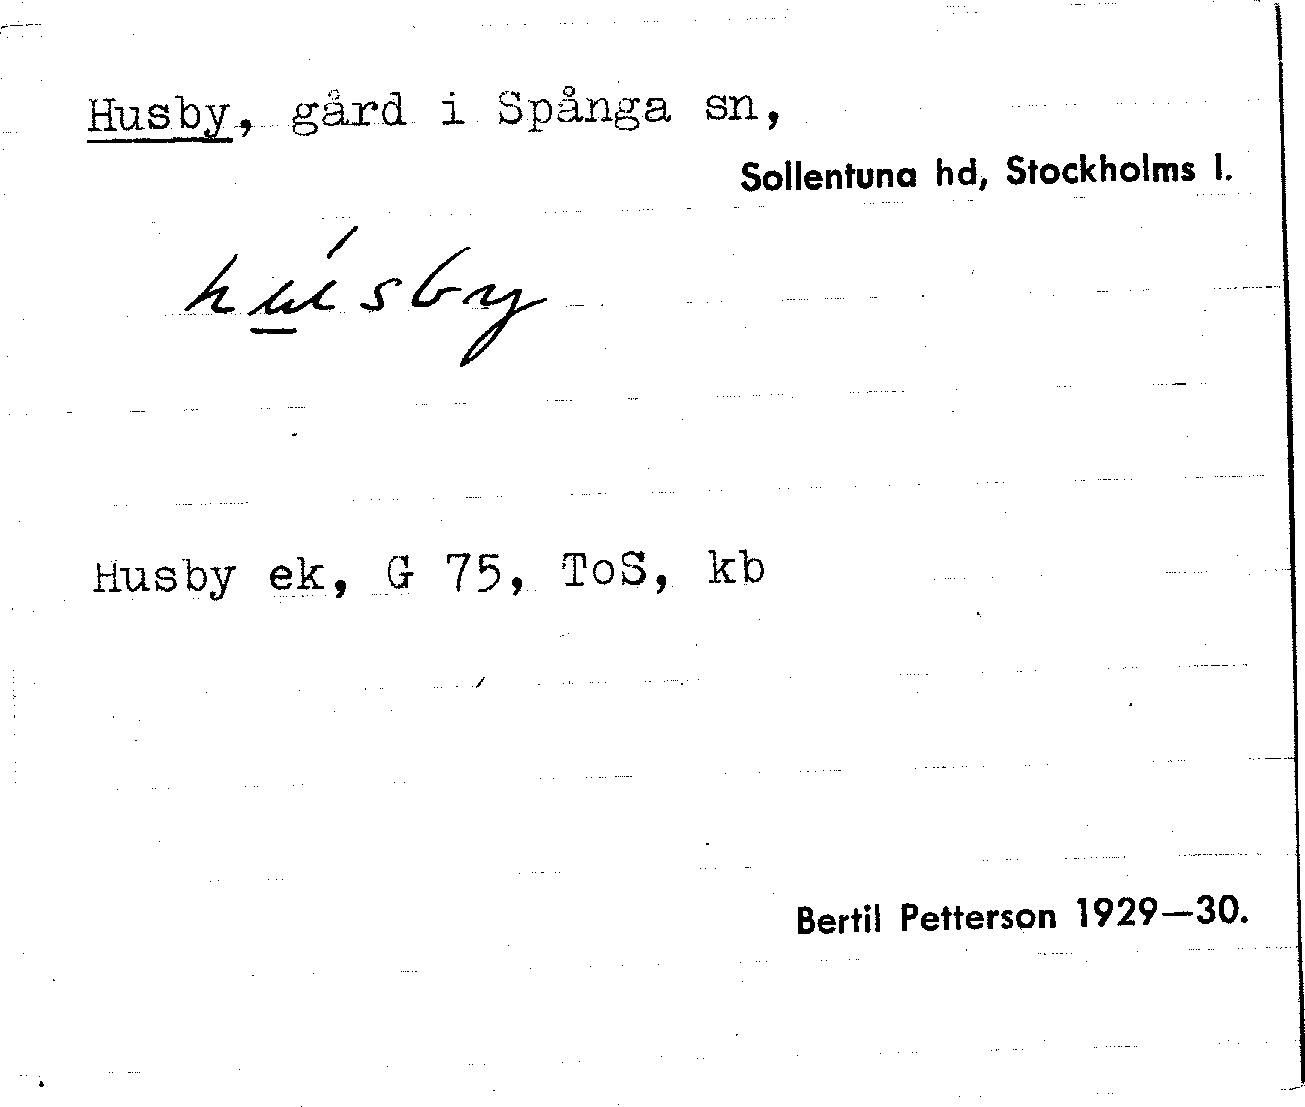 Husby, gård i Spånga sn,
Sollentuna hd, Stockholms l.
húsby
Husby ek, G 75, ToS, kb
Bertil Petterson 1929—30.